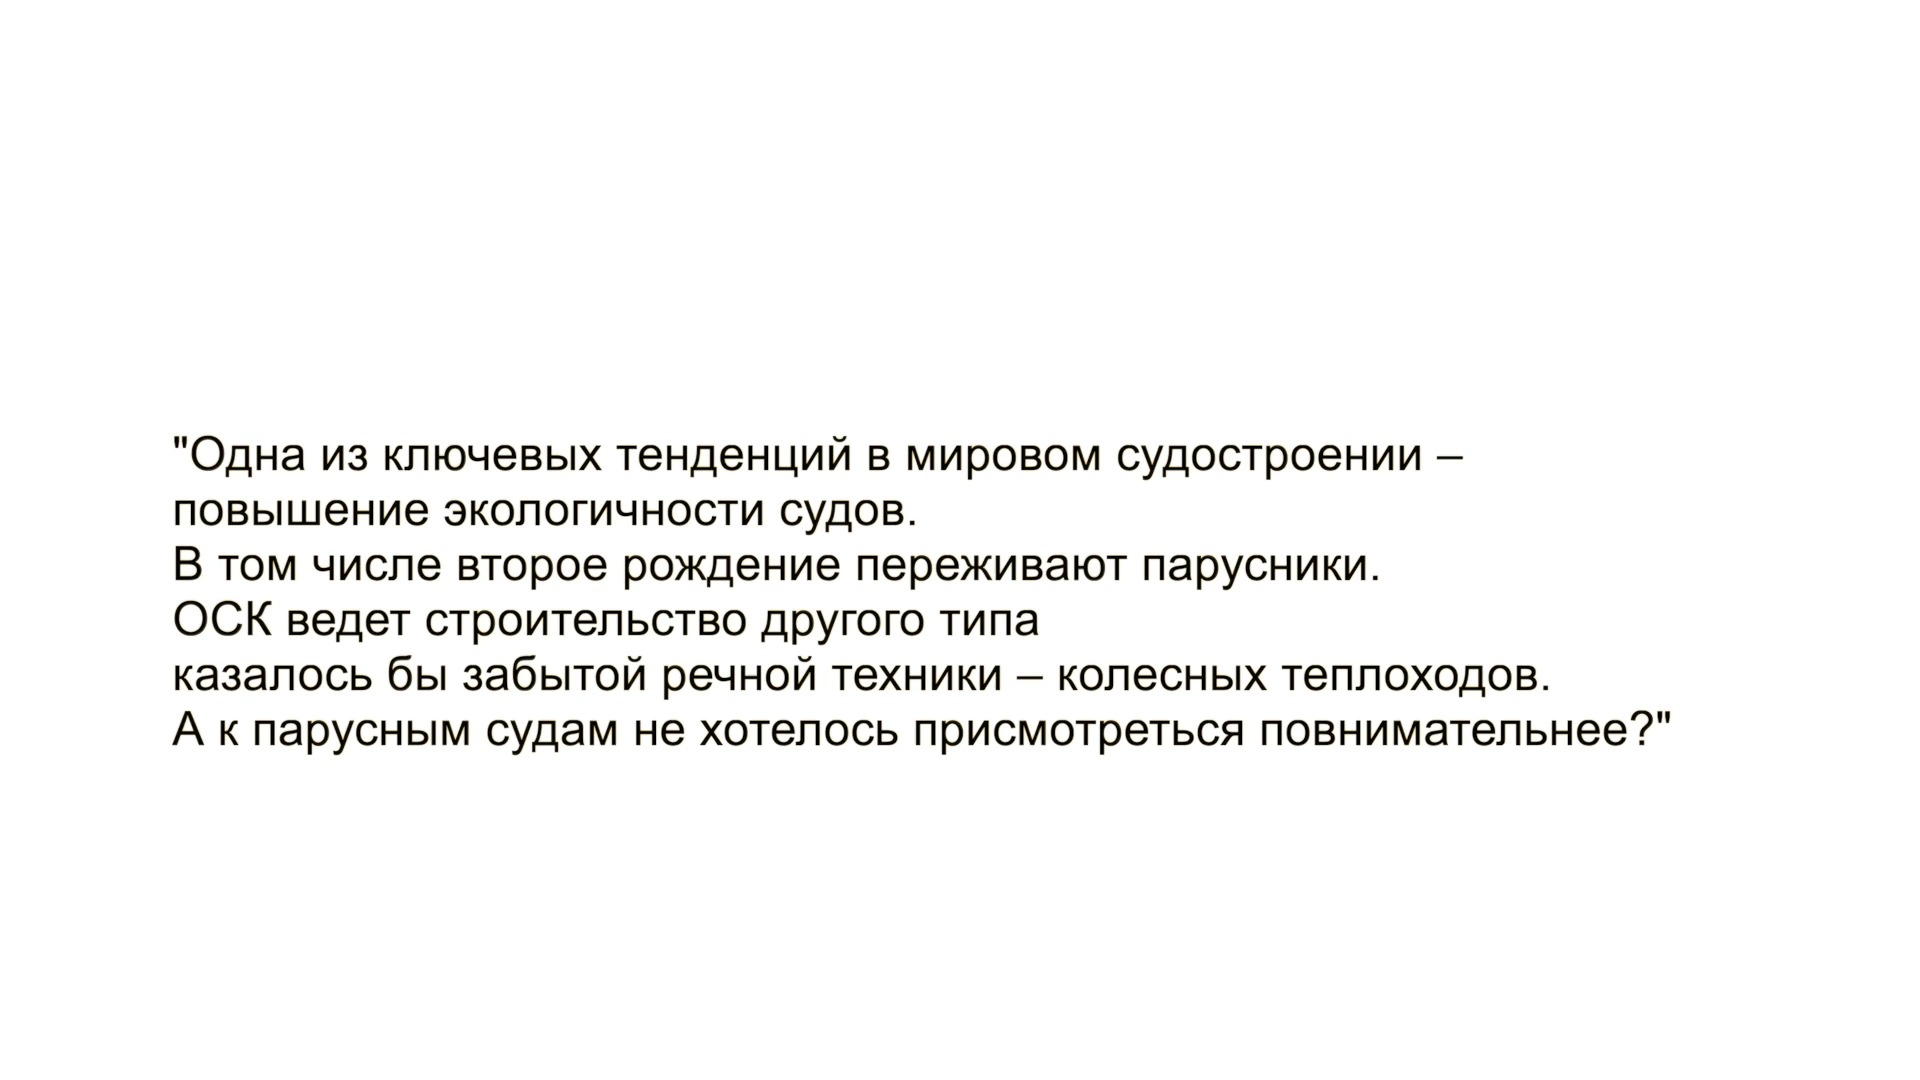 "Одна из ключевых тенденций в мировом судостроении –
повышение экологичности судов.
В том числе второе рождение переживают парусники.
ОСК ведет строительство другого типа
казалось бы забытой речной техники – колесных теплоходов.
А к парусным судам не хотелось присмотреться повнимательнее?"